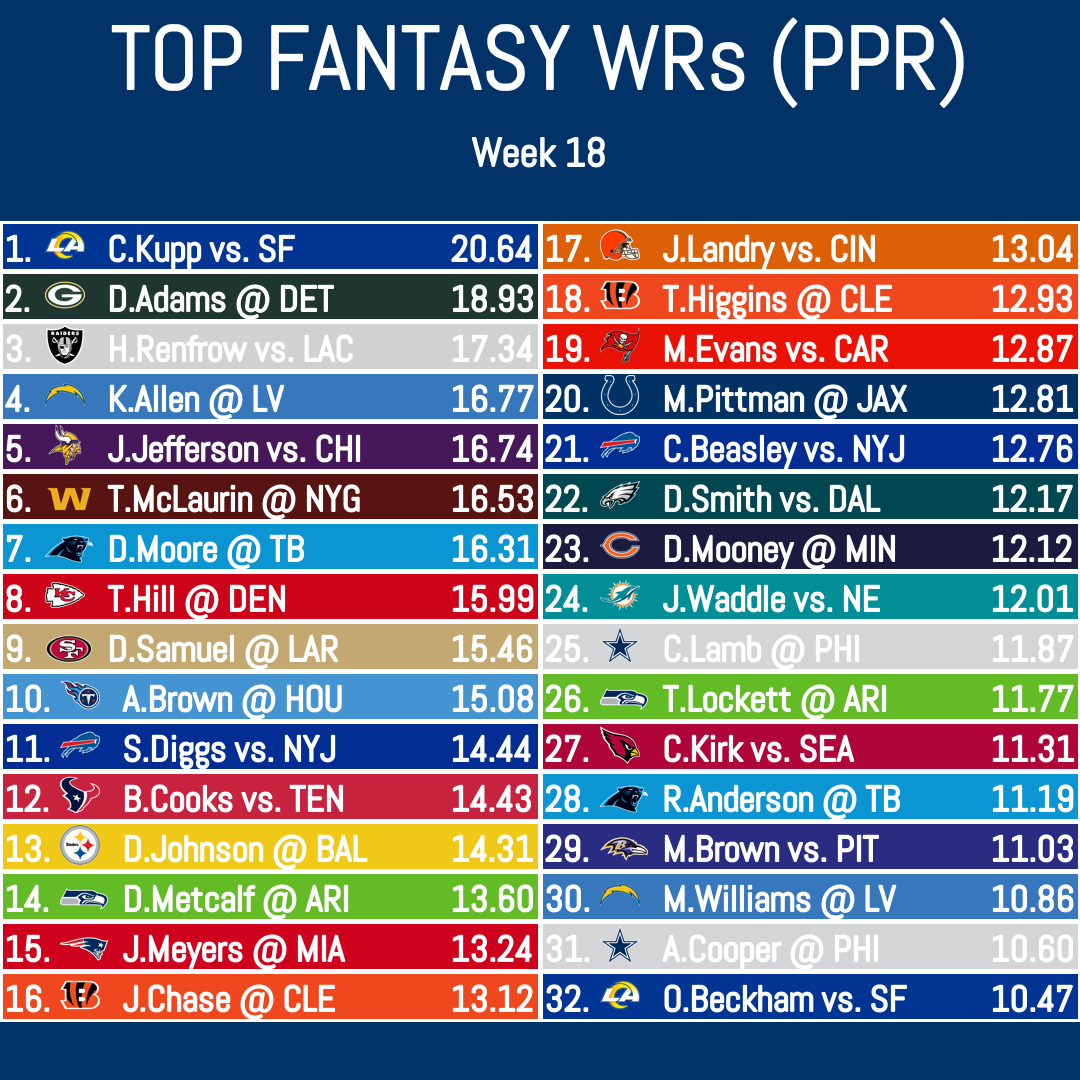 TOP FANTASY WRs (PPR)
Week 18
1. C.Kupp vs. SF 20.64
2. D.Adams @ DET 18.93
3. RAIDERS H.Renfrow vs. LAC 17.34
4. K.Allen @ LV 16.77
5. J.Jefferson vs. CHI 16.74
6. W T.McLaurin @ NYG 16.53
7. D.Moore @ TB 16.31
8. KC T.Hill @ DEN 15.99
9. SF D.Samuel @ LAR 15.46
10. T A.Brown @ HOU 15.08
11. S.Diggs vs. NYJ 14.44
12. B.Cooks vs. TEN 14.43
13. Steelers D.Johnson @ BAL 14.31
14. D.Metcalf @ ARI 13.60
15. J.Meyers @ MIA 13.24
16. J.Chase @ CLE 13.12
17. J.Landry vs. CIN 13.04
18. T.Higgins @ CLE 12.93
19. M.Evans vs. CAR 12.87
20. M.Pittman @ JAX 12.81
21. C.Beasley vs. NYJ 12.76
22. D.Smith vs. DAL 12.17
23. C D.Mooney @ MIN 12.12
24. J.Waddle vs. NE 12.01
25. C.Lamb @ PHI 11.87
26. T.Lockett @ ARI 11.77
27. C.Kirk vs. SEA 11.31
28. R.Anderson @ TB 11.19
29. M.Brown vs. PIT 11.03
30. M.Williams @ LV 10.86
31. A.Cooper @ PHI 10.60
32. LA O.Beckham vs. SF 10.47